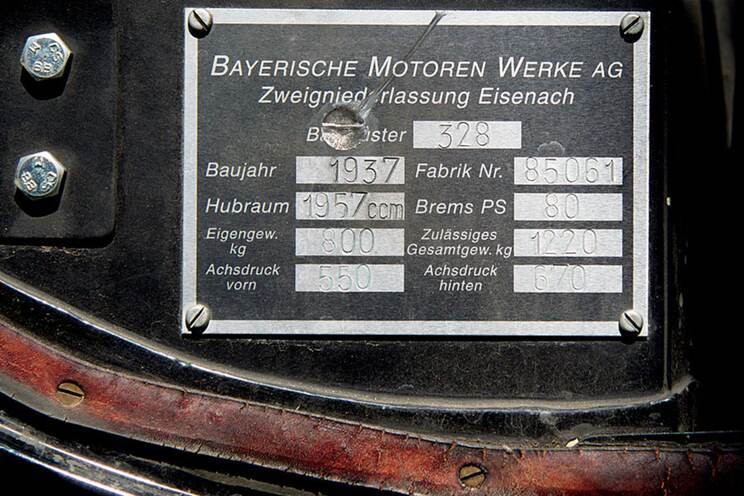 BAYERISCHE MOTOREN WERKE AG
Zweigniederlassung Eisenach
328
Baujahr 1937 Fabrik Nr. 85061
Hubraum 1957 ccm Brems PS 80
Eigengew. kg 800 Zulässiges Gesamtgew. kg 1220
Achsdruck vorn 550 Achsdruck hinten 670